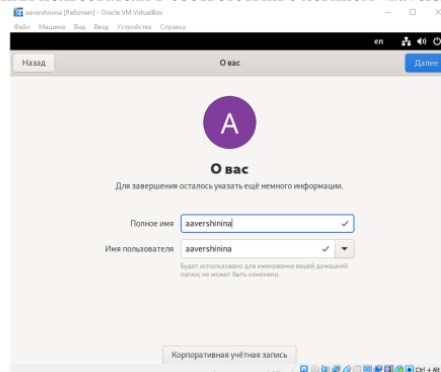 aavershinina [Работает] - Oracle VM VirtualBox
Файл Машина Вид Ввод Устройства Справка
en
Назад О вас Далее
A
О вас
Для завершения осталось указать ещё немного информации.
Полное имя aavershinina
Имя пользователя aavershinina
Будет использовано для именования вашей домашней
папки; не может быть изменено.
Корпоративная учётная запись
Ctrl + Alt